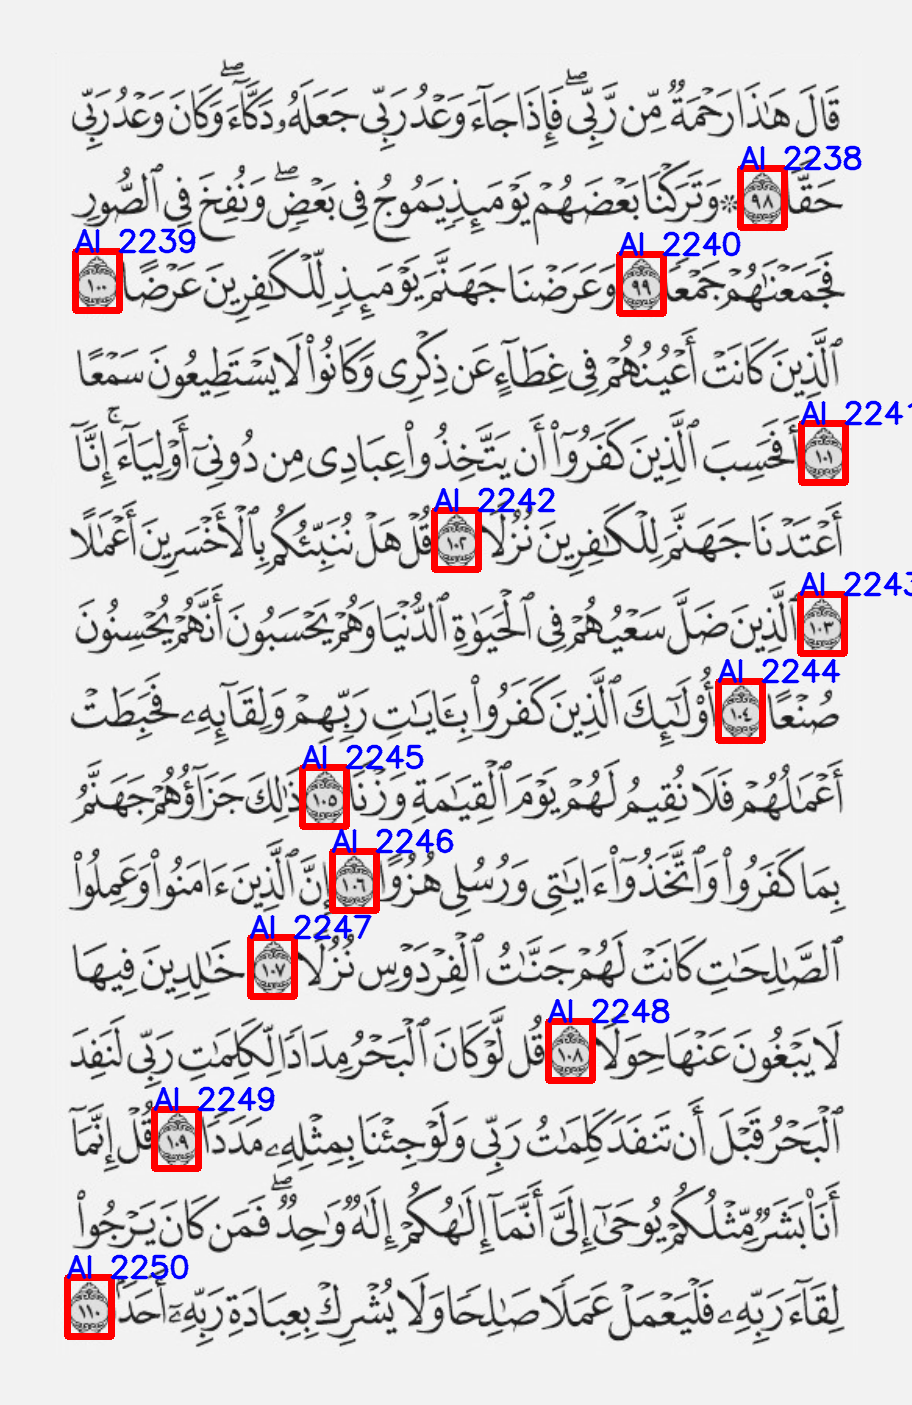 قَالَ هَـٰذَا رَحْمَةٌ مِّن رَّبِّى ۖ فَإِذَا جَآءَ وَعْدُ رَبِّى جَعَلَهُۥ دَكَّآءَ ۖ وَكَانَ وَعْدُ رَبِّى
AI 2238
حَقًّا ٩٨ ۞ وَتَرَكْنَا بَعْضَهُمْ يَوْمَئِذٍ يَمُوجُ فِى بَعْضٍ ۖ وَنُفِخَ فِى ٱلصُّورِ
AI 2240 AI 2239
فَجَمَعْنَـٰهُمْ جَمْعًا ٩٩ وَعَرَضْنَا جَهَنَّمَ يَوْمَئِذٍ لِّلْكَـٰفِرِينَ عَرْضًا ١٠٠
ٱلَّذِينَ كَانَتْ أَعْيُنُهُمْ فِى غِطَآءٍ عَن ذِكْرِى وَكَانُوا۟ لَا يَسْتَطِيعُونَ سَمْعًا
AI 2241
١٠١ أَفَحَسِبَ ٱلَّذِينَ كَفَرُوٓا۟ أَن يَتَّخِذُوا۟ عِبَادِى مِن دُونِىٓ أَوْلِيَآءَ ۚ إِنَّآ
AI 2242
أَعْتَدْنَا جَهَنَّمَ لِلْكَـٰفِرِينَ نُزُلًا ١٠٢ قُلْ هَلْ نُنَبِّئُكُم بِٱلْأَخْسَرِينَ أَعْمَـٰلًا
AI 2243
١٠٣ ٱلَّذِينَ ضَلَّ سَعْيُهُمْ فِى ٱلْحَيَوٰةِ ٱلدُّنْيَا وَهُمْ يَحْسَبُونَ أَنَّهُمْ يُحْسِنُونَ
AI 2244
صُنْعًا ١٠٤ أُو۟لَـٰٓئِكَ ٱلَّذِينَ كَفَرُوا۟ بِـَٔايَـٰتِ رَبِّهِمْ وَلِقَآئِهِۦ فَحَبِطَتْ
AI 2245
أَعْمَـٰلُهُمْ فَلَا نُقِيمُ لَهُمْ يَوْمَ ٱلْقِيَـٰمَةِ وَزْنًا ١٠٥ ذَٰلِكَ جَزَآؤُهُمْ جَهَنَّمُ
AI 2246
بِمَا كَفَرُوا۟ وَٱتَّخَذُوٓا۟ ءَايَـٰتِى وَرُسُلِى هُزُوًا ١٠٦ إِنَّ ٱلَّذِينَ ءَامَنُوا۟ وَعَمِلُوا۟
AI 2247
ٱلصَّـٰلِحَـٰتِ كَانَتْ لَهُمْ جَنَّـٰتُ ٱلْفِرْدَوْسِ نُزُلًا ١٠٧ خَـٰلِدِينَ فِيهَا
AI 2248
لَا يَبْغُونَ عَنْهَا حِوَلًا ١٠٨ قُل لَّوْ كَانَ ٱلْبَحْرُ مِدَادًا لِّكَلِمَـٰتِ رَبِّى لَنَفِدَ
AI 2249
ٱلْبَحْرُ قَبْلَ أَن تَنفَدَ كَلِمَـٰتُ رَبِّى وَلَوْ جِئْنَا بِمِثْلِهِۦ مَدَدًا ١٠٩ قُلْ إِنَّمَآ
أَنَا۠ بَشَرٌ مِّثْلُكُمْ يُوحَىٰٓ إِلَىَّ أَنَّمَآ إِلَـٰهُكُمْ إِلَـٰهٌ وَٰحِدٌ ۖ فَمَن كَانَ يَرْجُوا۟
AI 2250
لِقَآءَ رَبِّهِۦ فَلْيَعْمَلْ عَمَلًا صَـٰلِحًا وَلَا يُشْرِكْ بِعِبَادَةِ رَبِّهِۦٓ أَحَدًۢا ١١٠